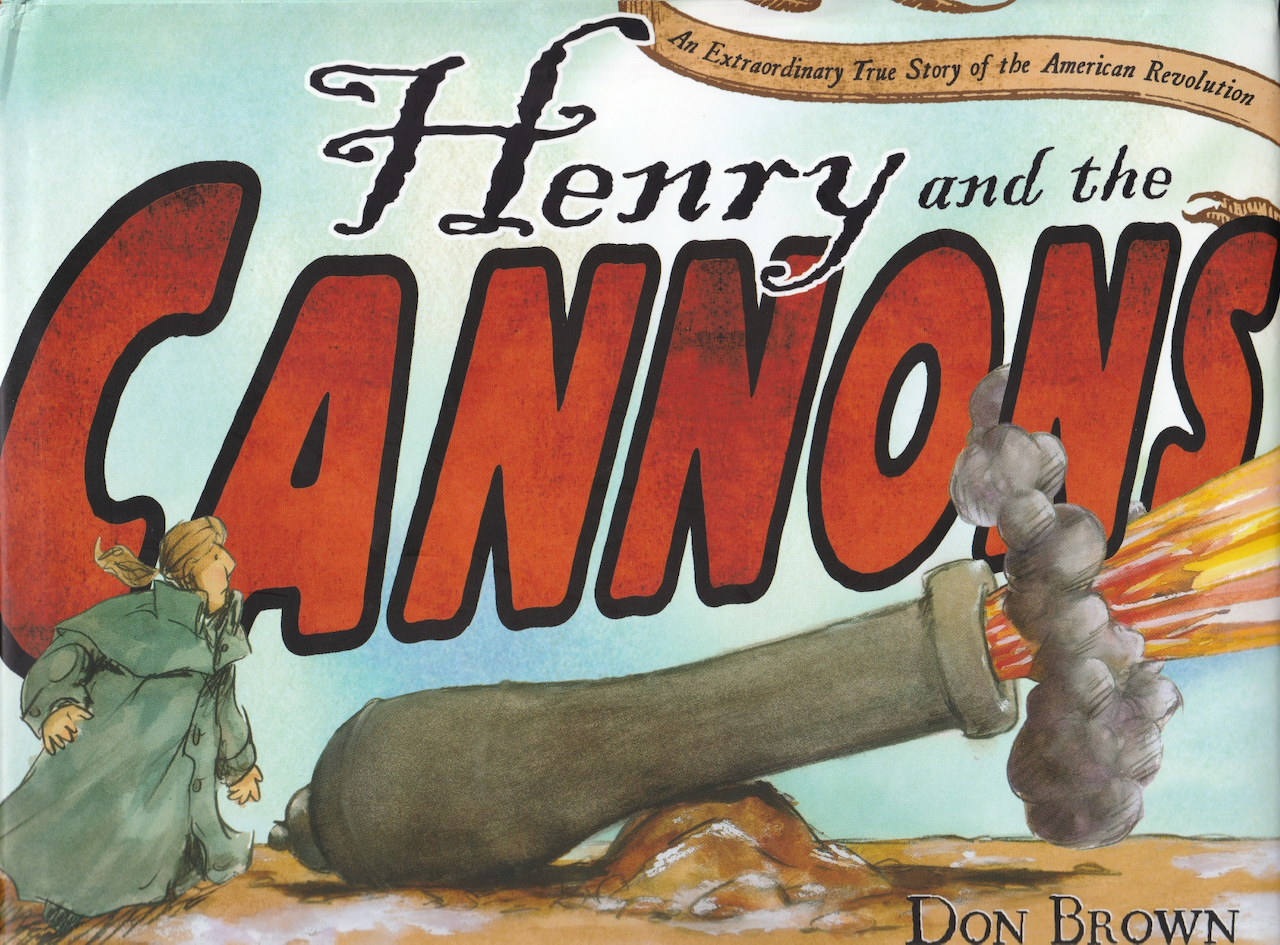 An Extraordinary True Story of the American Revolution
Henry and the
CANNONS
DON BROWN